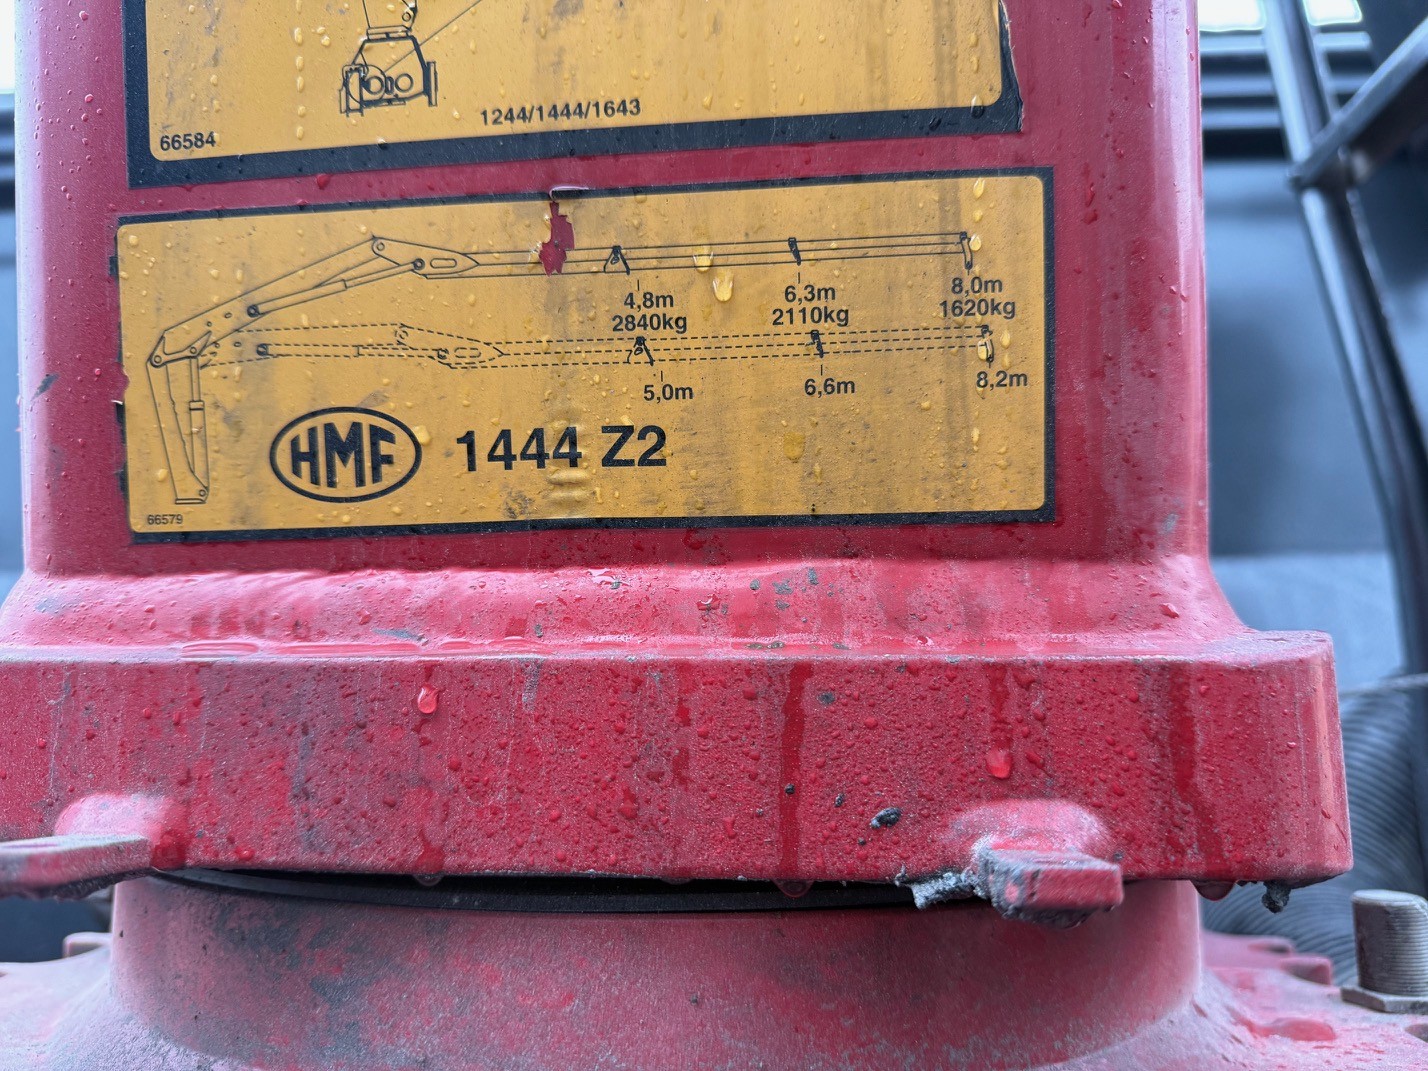 1244/1444/1643
66584
4,8m 6,3m 8,0m
2840kg 2110kg 1620kg
5,0m 6,6m 8,2m
HMF 1444 Z2
66579